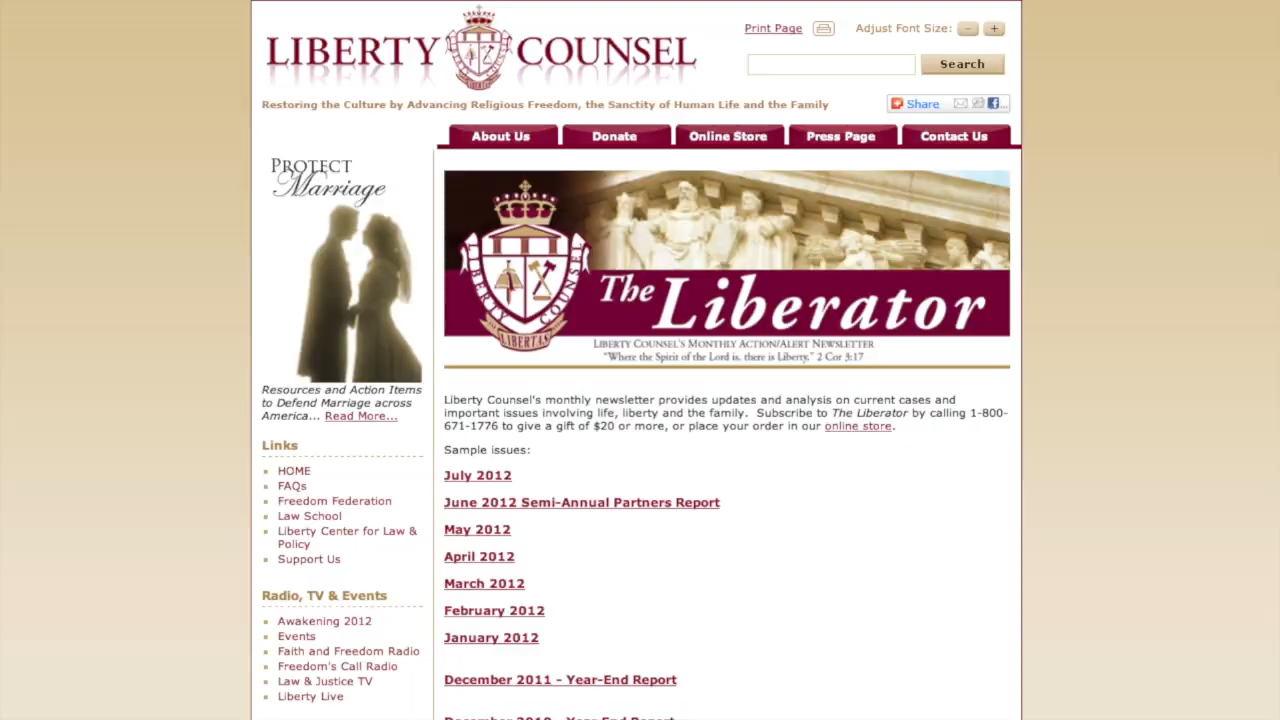 LIBERTY COUNSEL
Print Page
Adjust Font Size: - +
Search
Restoring the Culture by Advancing Religious Freedom, the Sanctity of Human Life and the Family
Share
About Us Donate Online Store Press Page Contact Us
PROTECT
Marriage
Resources and Action Items
to Defend Marriage across
America... Read More...
Links
HOME
FAQs
Freedom Federation
Law School
Liberty Center for Law &
Policy
Support Us
Radio, TV & Events
Awakening 2012
Events
Faith and Freedom Radio
Freedom's Call Radio
Law & Justice TV
Liberty Live
LIBERTY COUNSEL
LIBERTAS
The Liberator
LIBERTY COUNSEL'S MONTHLY ACTION/ALERT NEWSLETTER
"Where the Spirit of the Lord is, there is Liberty." 2 Cor 3:17
Liberty Counsel's monthly newsletter provides updates and analysis on current cases and
important issues involving life, liberty and the family. Subscribe to The Liberator by calling 1-800-
671-1776 to give a gift of $20 or more, or place your order in our online store.
Sample issues:
July 2012
June 2012 Semi-Annual Partners Report
May 2012
April 2012
March 2012
February 2012
January 2012
December 2011 - Year-End Report
December 2010 - Year End Report